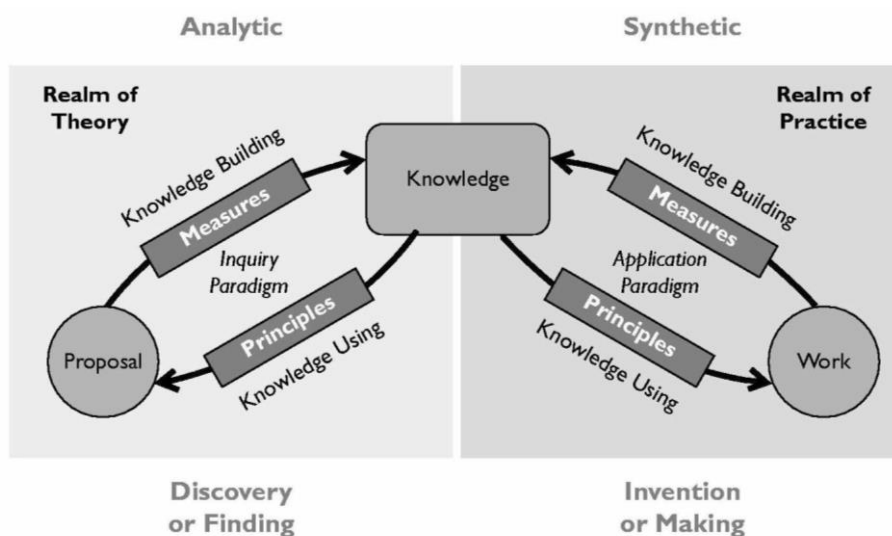 Analytic
Synthetic
Realm of
Theory
Realm of
Practice
Knowledge Building
Measures
Knowledge
Knowledge Building
Measures
Inquiry
Paradigm
Application
Paradigm
Proposal
Principles
Knowledge Using
Principles
Knowledge Using
Work
Discovery
or Finding
Invention
or Making